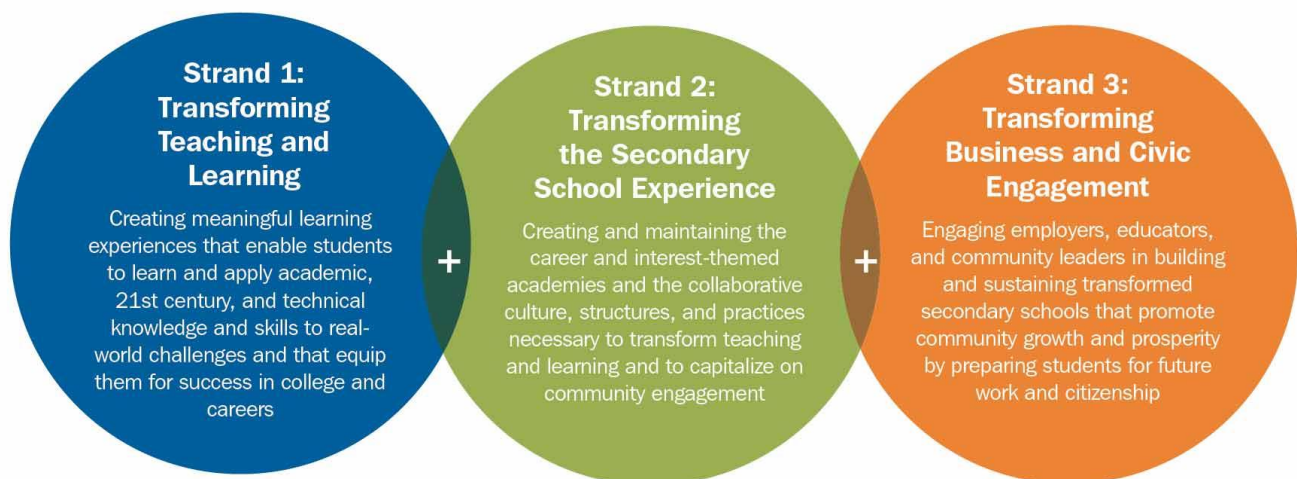 Strand 1:
Transforming
Teaching and
Learning
Creating meaningful learning
experiences that enable students
to learn and apply academic,
21st century, and technical
knowledge and skills to real-
world challenges and that equip
them for success in college and
careers
+
Strand 2:
Transforming
the Secondary
School Experience
Creating and maintaining the
career and interest-themed
academies and the collaborative
culture, structures, and practices
necessary to transform teaching
and learning and to capitalize on
community engagement
+
Strand 3:
Transforming
Business and Civic
Engagement
Engaging employers, educators,
and community leaders in building
and sustaining transformed
secondary schools that promote
community growth and prosperity
by preparing students for future
work and citizenship